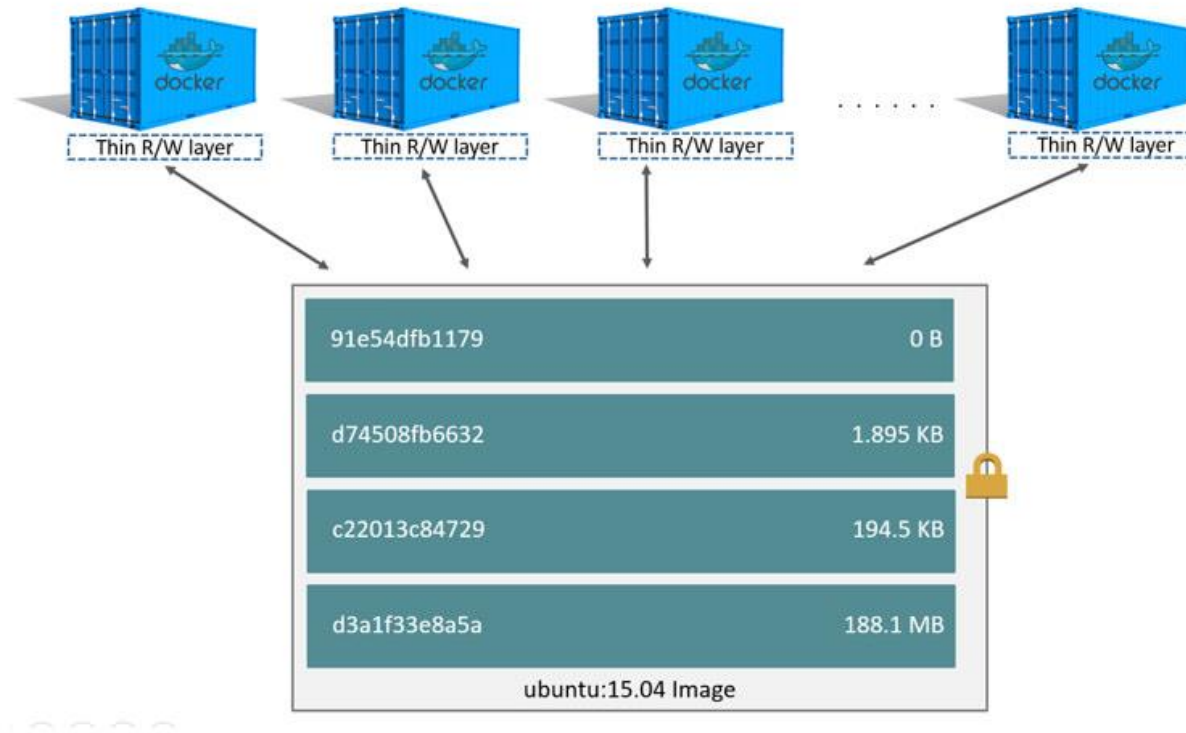 docker
docker
docker
docker
Thin R/W layer
Thin R/W layer
Thin R/W layer
. . . . . .
Thin R/W layer
91e54dfb1179 0 B
d74508fb6632 1.895 KB
c22013c84729 194.5 KB
d3a1f33e8a5a 188.1 MB
ubuntu:15.04 Image